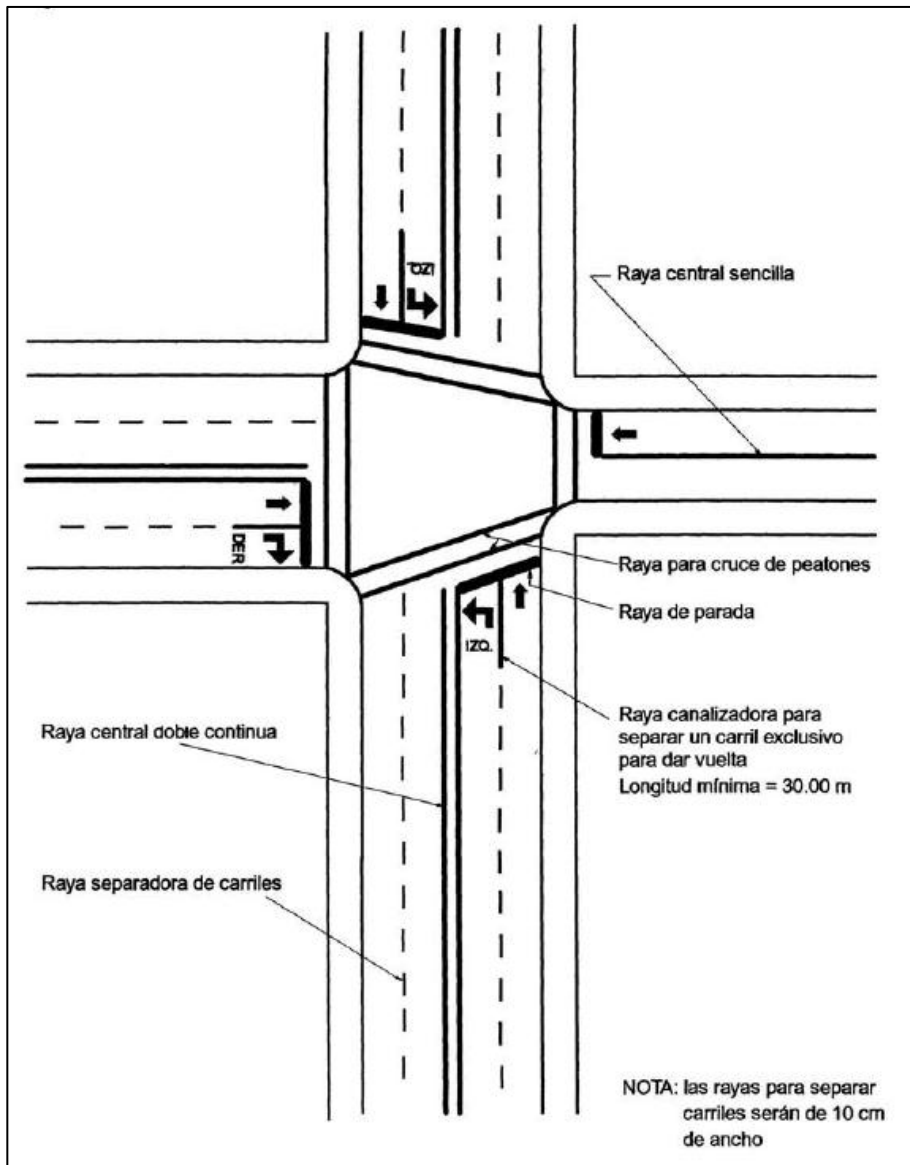 IZQ.
Raya central sencilla
DER
Raya para cruce de peatones
Raya de parada
IZQ.
Raya canalizadora para
separar un carril exclusivo
para dar vuelta
Longitud mínima = 30.00 m
Raya central doble continua
Raya separadora de carriles
NOTA: las rayas para separar
carriles serán de 10 cm
de ancho